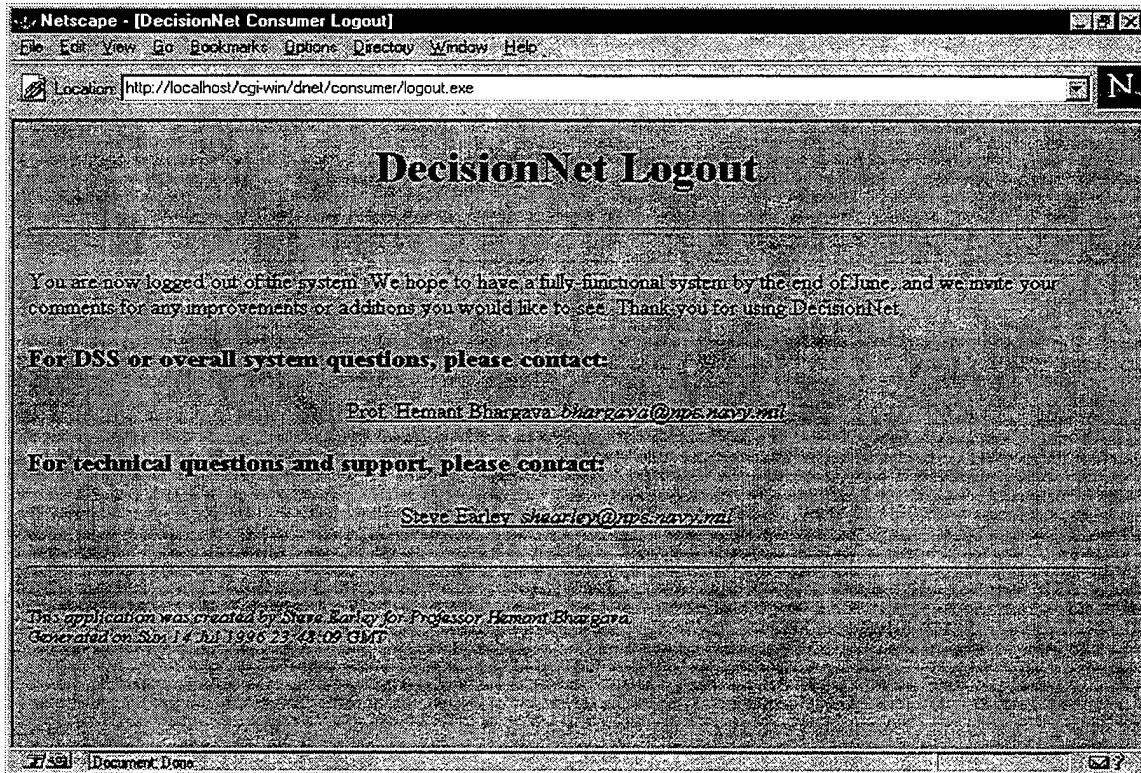 Netscape - [DecisionNet Consumer Logout]
File Edit View Go Bookmarks Options Directory Window Help
Location: http://localhost/cgi-win/dnet/consumer/logout.exe
N
DecisionNet Logout
You are now logged out of the system. We hope to have a fully-functional system by the end of June, and we invite your
comments for any improvements or additions you would like to see. Thank you for using DecisionNet.
For DSS or overall system questions, please contact:
Prof. Hemant Bhargava bhargava@nps.navy.mil
For technical questions and support, please contact:
Steve Earley shearley@nps.navy.mil
This application was created by Steve Earley for Professor Hemant Bhargava.
Generated on Sun 14 Jul 1996 23:48:09 GMT
Document: Done
?